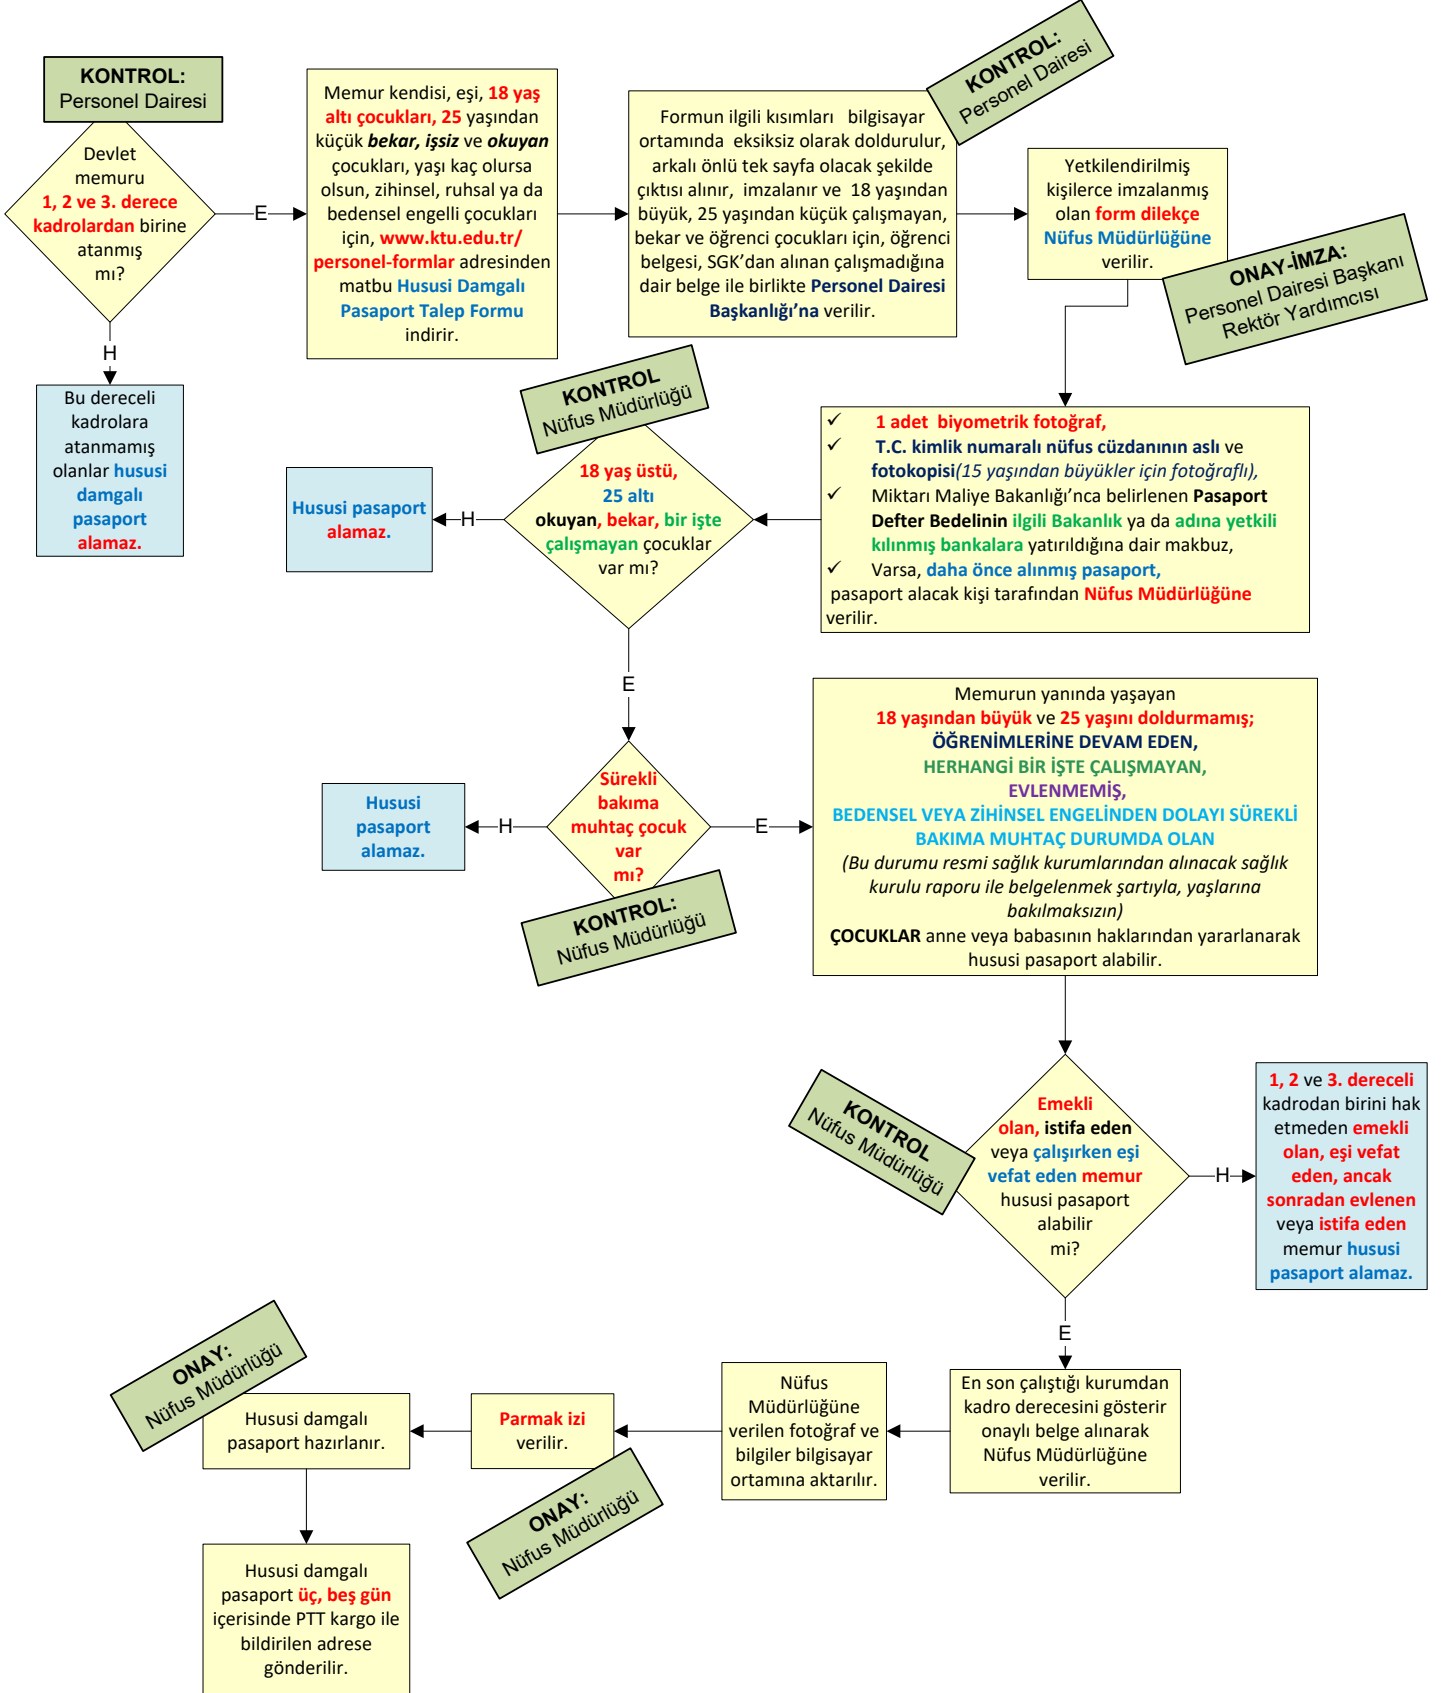 KONTROL:
Personel Dairesi
Devlet
memuru
1, 2 ve 3. derece
kadrolardan birine
atanmış
mı?
E
H
Bu dereceli
kadrolara
atanmamış
olanlar hususi
damgalı
pasaport
alamaz.
Memur kendisi, eşi, 18 yaş
altı çocukları, 25 yaşından
küçük bekar, işsiz ve okuyan
çocukları, yaşı kaç olursa
olsun, zihinsel, ruhsal ya da
bedensel engelli çocukları
için, www.ktu.edu.tr/
personel-formlar adresinden
matbu Hususi Damgalı
Pasaport Talep Formu
indirir.
KONTROL:
Personel Dairesi
Formun ilgili kısımları bilgisayar
ortamında eksiksiz olarak doldurulur,
arkalı önlü tek sayfa olacak şekilde
çıktısı alınır, imzalanır ve 18 yaşından
büyük, 25 yaşından küçük çalışmayan,
bekar ve öğrenci çocukları için, öğrenci
belgesi, SGK'dan alınan çalışmadığına
dair belge ile birlikte Personel Dairesi
Başkanlığı'na verilir.
Yetkilendirilmiş
kişilerce imzalanmış
olan form dilekçe
Nüfus Müdürlüğüne
verilir.
ONAY-İMZA:
Personel Dairesi Başkanı
Rektör Yardımcısı
✓ 1 adet biyometrik fotoğraf,
✓ T.C. kimlik numaralı nüfus cüzdanının aslı ve
fotokopisi(15 yaşından büyükler için fotoğraflı),
✓ Miktarı Maliye Bakanlığı'nca belirlenen Pasaport
Defter Bedelinin ilgili Bakanlık ya da adına yetkili
kılınmış bankalara yatırıldığına dair makbuz,
✓ Varsa, daha önce alınmış pasaport,
pasaport alacak kişi tarafından Nüfus Müdürlüğüne
verilir.
KONTROL
Nüfus Müdürlüğü
18 yaş üstü,
25 altı
okuyan, bekar, bir işte
çalışmayan çocuklar
var mı?
H
Hususi pasaport
alamaz.
E
Sürekli
bakıma
muhtaç çocuk
var
mı?
KONTROL:
Nüfus Müdürlüğü
H
Hususi
pasaport
alamaz.
E
Memurun yanında yaşayan
18 yaşından büyük ve 25 yaşını doldurmamış;
ÖĞRENİMLERİNE DEVAM EDEN,
HERHANGİ BİR İŞTE ÇALIŞMAYAN,
EVLENMEMİŞ,
BEDENSEL VEYA ZİHİNSEL ENGELİNDEN DOLAYI SÜREKLİ
BAKIMA MUHTAÇ DURUMDA OLAN
(Bu durumu resmi sağlık kurumlarından alınacak sağlık
kurulu raporu ile belgelenmek şartıyla, yaşlarına
bakılmaksızın)
ÇOCUKLAR anne veya babasının haklarından yararlanarak
hususi pasaport alabilir.
KONTROL
Nüfus Müdürlüğü
Emekli
olan, istifa eden
veya çalışırken eşi
vefat eden memur
hususi pasaport
alabilir
mi?
H
1, 2 ve 3. dereceli
kadrodan birini hak
etmeden emekli
olan, eşi vefat
eden, ancak
sonradan evlenen
veya istifa eden
memur hususi
pasaport alamaz.
E
En son çalıştığı kurumdan
kadro derecesini gösterir
onaylı belge alınarak
Nüfus Müdürlüğüne
verilir.
Nüfus
Müdürlüğüne
verilen fotoğraf ve
bilgiler bilgisayar
ortamına aktarılır.
Parmak izi
verilir.
ONAY:
Nüfus Müdürlüğü
ONAY:
Nüfus Müdürlüğü
Hususi damgalı
pasaport hazırlanır.
Hususi damgalı
pasaport üç, beş gün
içerisinde PTT kargo ile
bildirilen adrese
gönderilir.